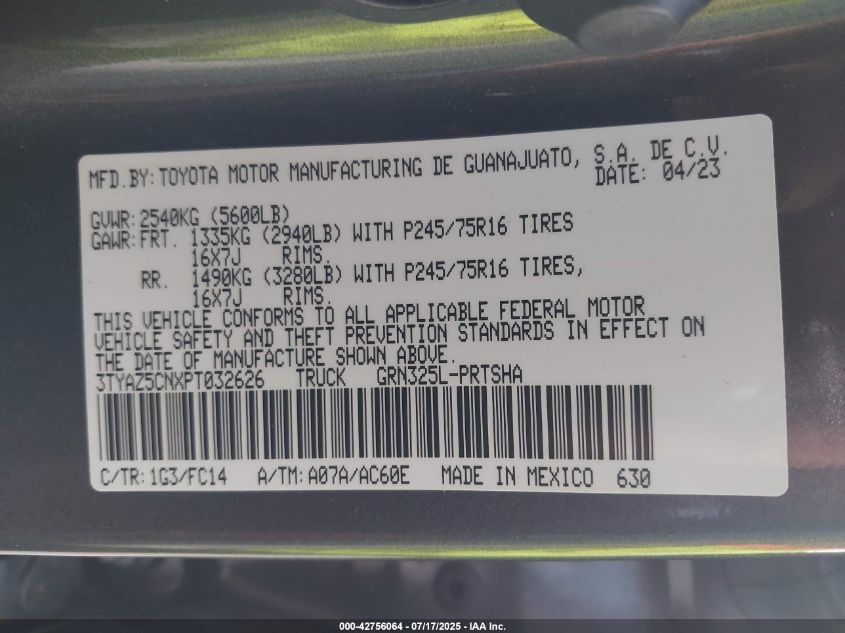 MFD.BY: TOYOTA MOTOR MANUFACTURING DE GUANAJUATO, S.A. DE C.V.
DATE: 04/23
GVWR: 2540KG (5600LB)
GAWR: FRT. 1335KG (2940LB) WITH P245/75R16 TIRES
16X7J RIMS.
RR. 1490KG (3280LB) WITH P245/75R16 TIRES,
16X7J RIMS.
THIS VEHICLE CONFORMS TO ALL APPLICABLE FEDERAL MOTOR
VEHICLE SAFETY AND THEFT PREVENTION STANDARDS IN EFFECT ON
THE DATE OF MANUFACTURE SHOWN ABOVE.
3TYAZ5CNXPT032626 TRUCK GRN325L-PRTSHA
C/TR: 1G3/FC14 A/TM: A07A/AC60E MADE IN MEXICO 630
000-42756064 / 07/17/2025 - IAA Inc.